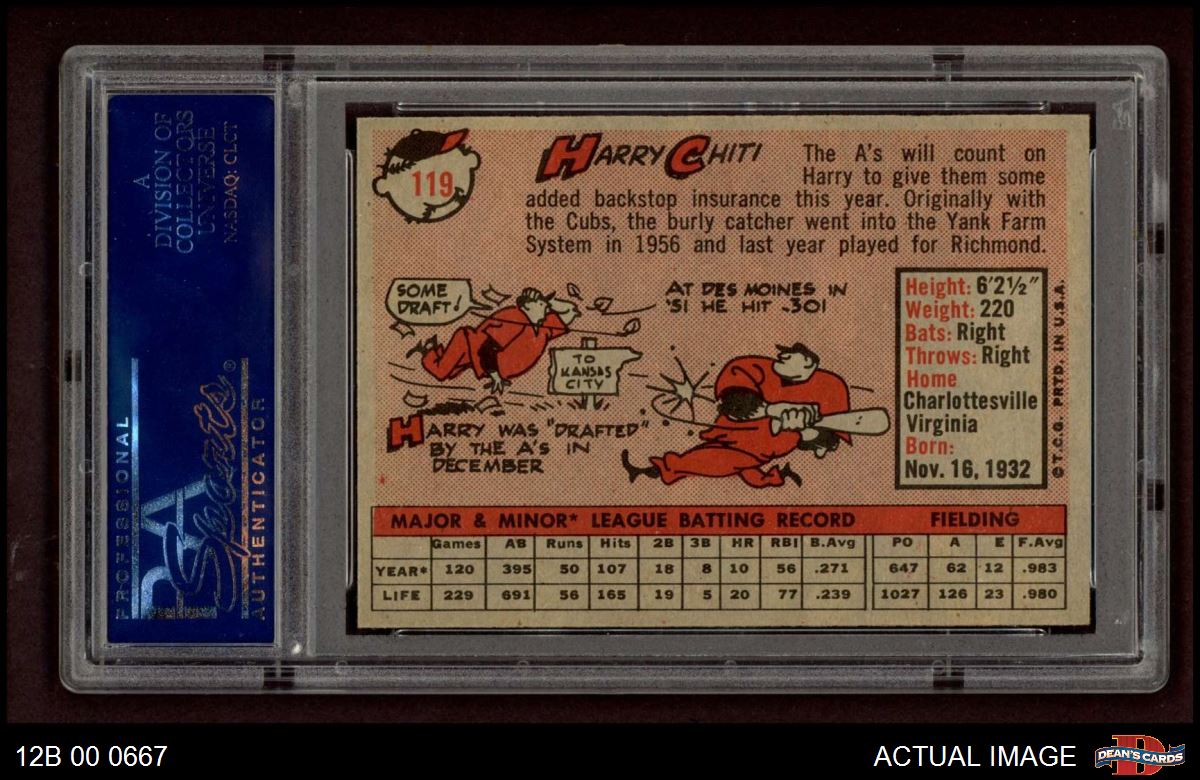 A
DIVISION OF
COLLECTORS
UNIVERSE
NASDAQ: CLCT
PROFESSIONAL
PSA
Sports®
AUTHENTICATOR
119
HARRY CHITI
The A's will count on
Harry to give them some
added backstop insurance this year. Originally with
the Cubs, the burly catcher went into the Yank Farm
System in 1956 and last year played for Richmond.
SOME
DRAFT!
TO
KANSAS
CITY
HARRY WAS "DRAFTED"
BY THE A'S IN
DECEMBER
AT DES MOINES IN
'51 HE HIT .301
Height: 6'2½"
Weight: 220
Bats: Right
Throws: Right
Home
Charlottesville
Virginia
Born:
Nov. 16, 1932
©T.C.G. PRTD. IN U.S.A.
MAJOR & MINOR* LEAGUE BATTING RECORD FIELDING
Games AB Runs Hits 2B 3B HR RBI B.Avg PO A E F.Avg
YEAR* 120 395 50 107 18 8 10 56 .271 647 62 12 .983
LIFE 229 691 56 165 19 5 20 77 .239 1027 126 23 .980
12B 00 0667
ACTUAL IMAGE
D
DEAN'S CARDS